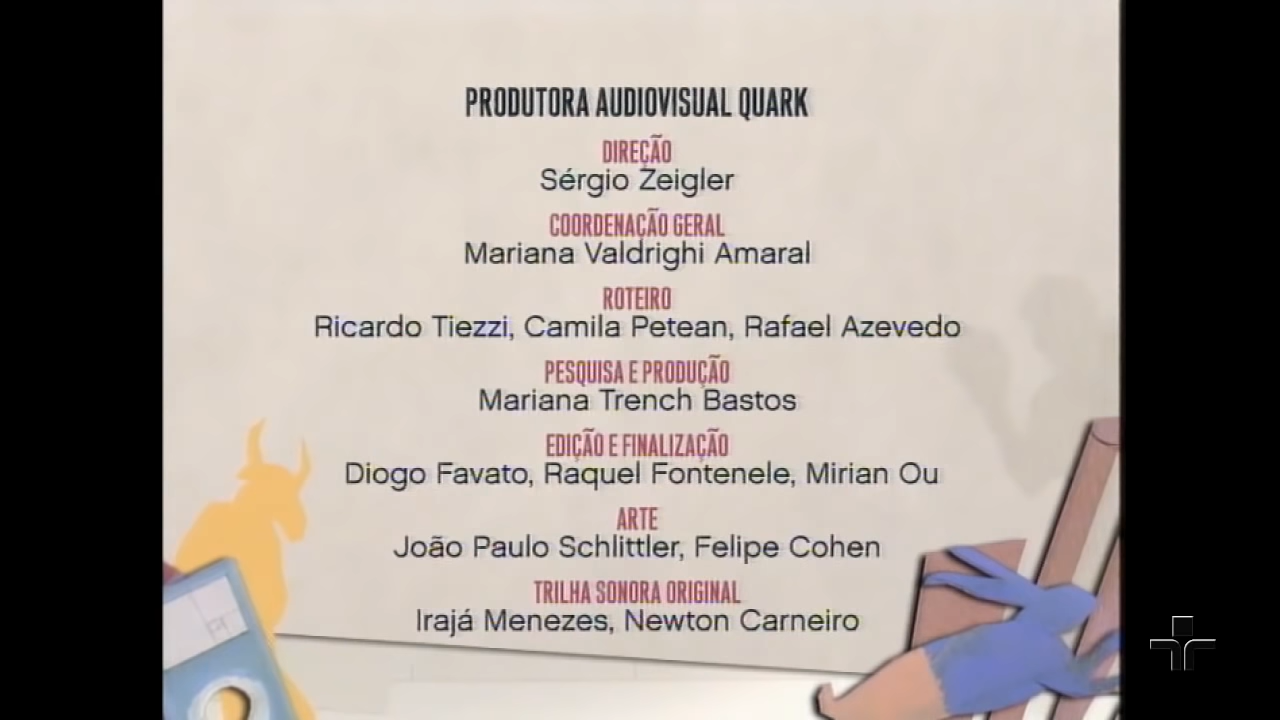 PRODUTORA AUDIOVISUAL QUARK
DIREÇÃO
Sérgio Zeigler
COORDENAÇÃO GERAL
Mariana Valdrighi Amaral
ROTEIRO
Ricardo Tiezzi, Camila Petean, Rafael Azevedo
PESQUISA E PRODUÇÃO
Mariana Trench Bastos
EDIÇÃO E FINALIZAÇÃO
Diogo Favato, Raquel Fontenele, Mirian Ou
ARTE
João Paulo Schlittler, Felipe Cohen
TRILHA SONORA ORIGINAL
Irajá Menezes, Newton Carneiro